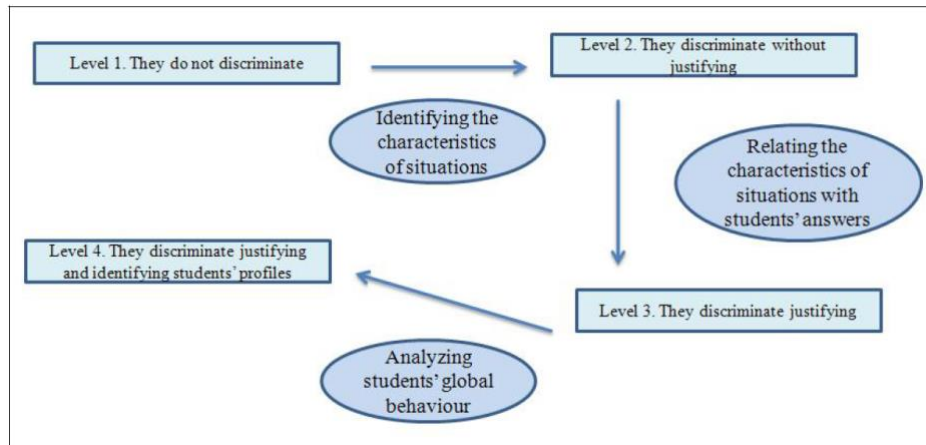 Level 1. They do not discriminate
Level 2. They discriminate without
justifying
Identifying the
characteristics
of situations
Relating the
characteristics of
situations with
students' answers
Level 4. They discriminate justifying
and identifying students' profiles
Level 3. They discriminate justifying
Analyzing
students' global
behaviour